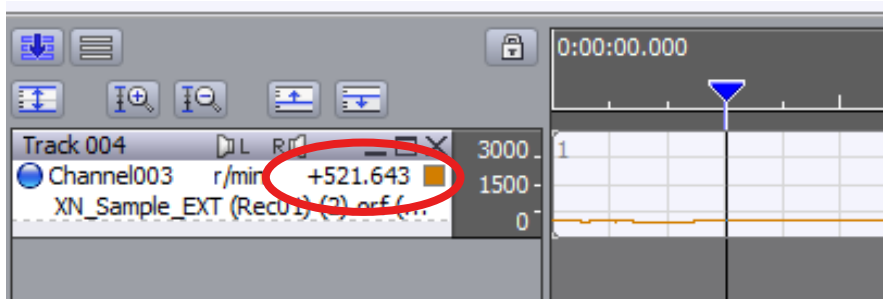 0:00:00.000
Track 004 L R
3000
1
Channel003 r/min +521.643
1500
XN_Sample_EXT (Rec01) (2).orf (...
0